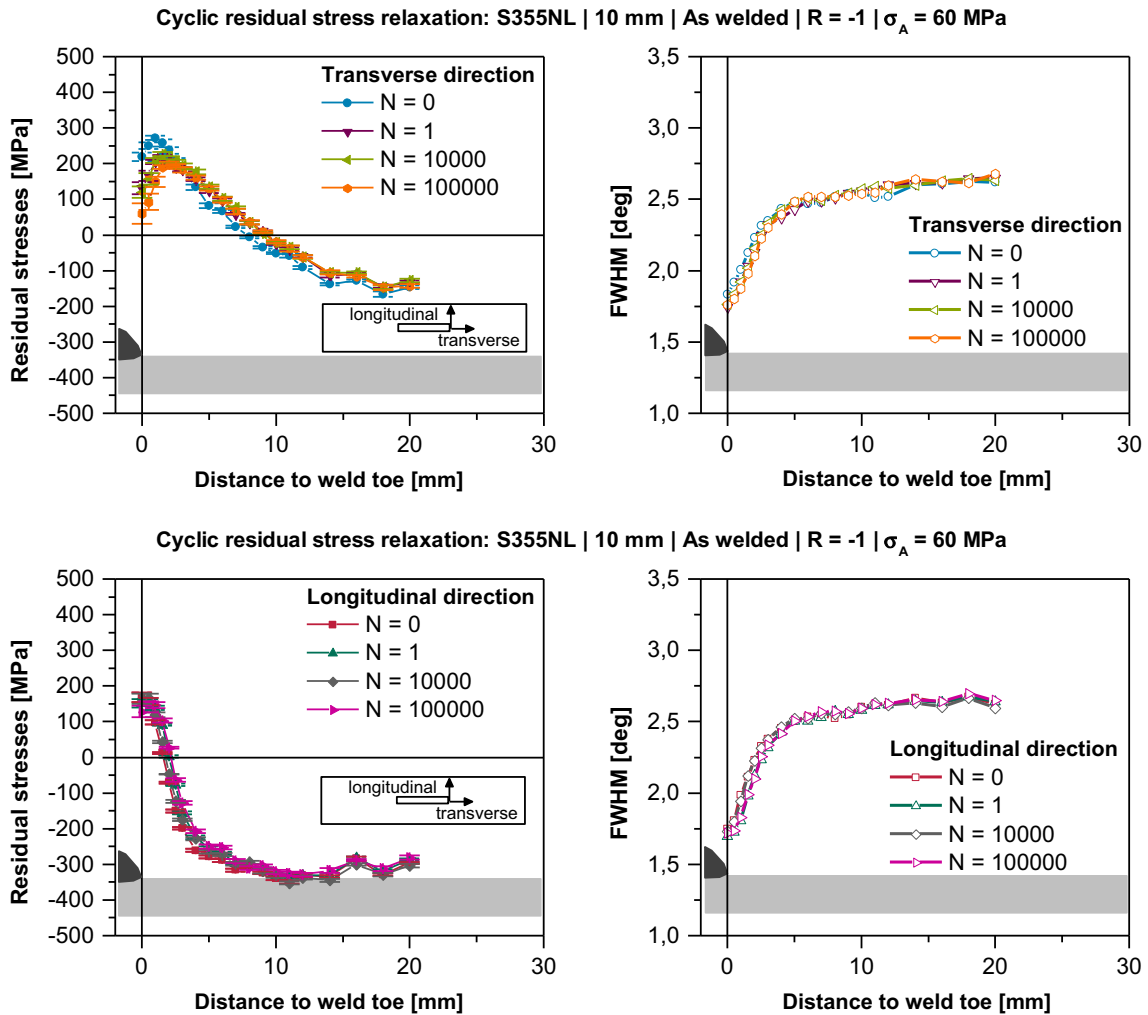 Cyclic residual stress relaxation: S355NL | 10 mm | As welded | R = -1 | σA = 60 MPa
Residual stresses [MPa]
500
400
300
200
100
0
-100
-200
-300
-400
-500
Transverse direction
N = 0
N = 1
N = 10000
N = 100000
longitudinal
transverse
0
10
20
30
Distance to weld toe [mm]
FWHM [deg]
3,5
3,0
2,5
2,0
1,5
1,0
Transverse direction
N = 0
N = 1
N = 10000
N = 100000
0
10
20
30
Distance to weld toe [mm]
Cyclic residual stress relaxation: S355NL | 10 mm | As welded | R = -1 | σA = 60 MPa
Residual stresses [MPa]
500
400
300
200
100
0
-100
-200
-300
-400
-500
Longitudinal direction
N = 0
N = 1
N = 10000
N = 100000
longitudinal
transverse
0
10
20
30
Distance to weld toe [mm]
FWHM [deg]
3,5
3,0
2,5
2,0
1,5
1,0
Longitudinal direction
N = 0
N = 1
N = 10000
N = 100000
0
10
20
30
Distance to weld toe [mm]